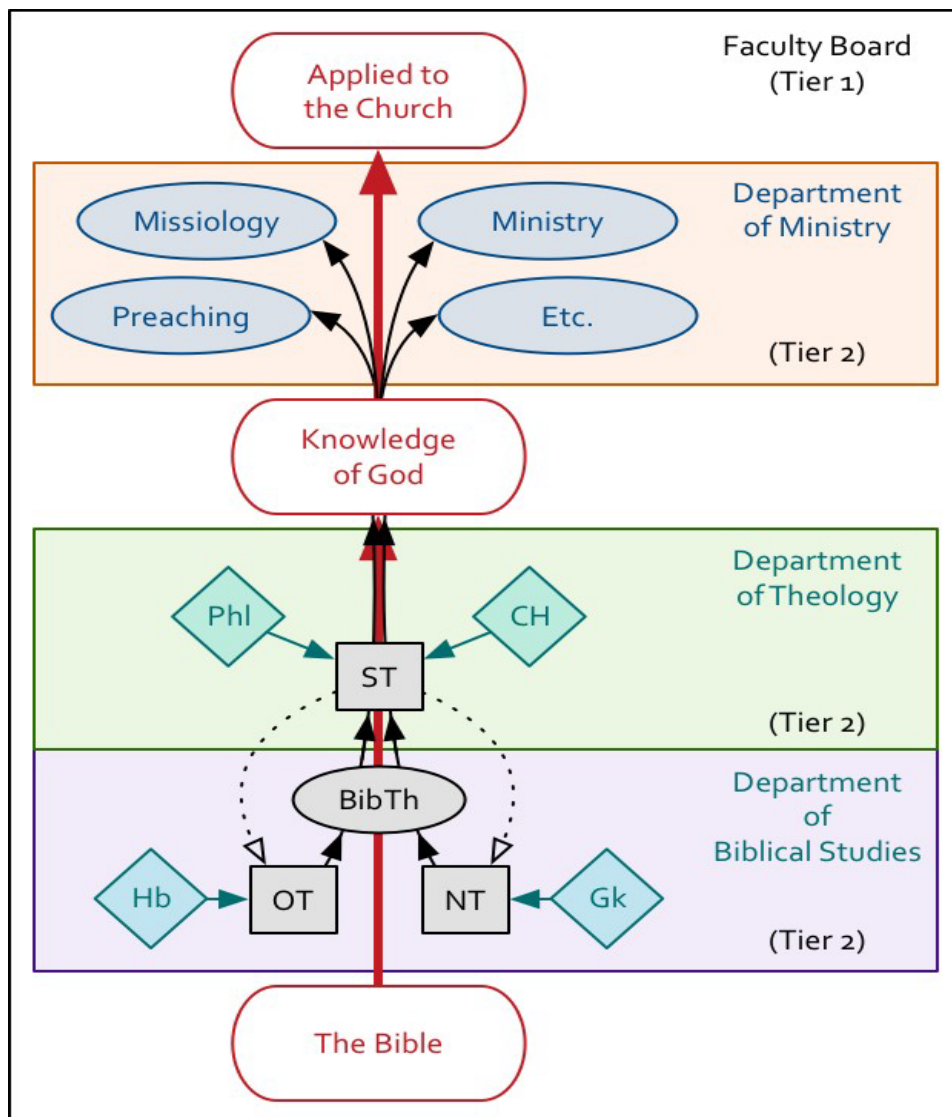 Faculty Board
(Tier 1)
Applied to
the Church
Department
of Ministry
Missiology
Ministry
Preaching
Etc.
(Tier 2)
Knowledge
of God
Department
of Theology
Phl
CH
ST
(Tier 2)
Department
of
Biblical Studies
BibTh
Hb
OT
NT
Gk
(Tier 2)
The Bible